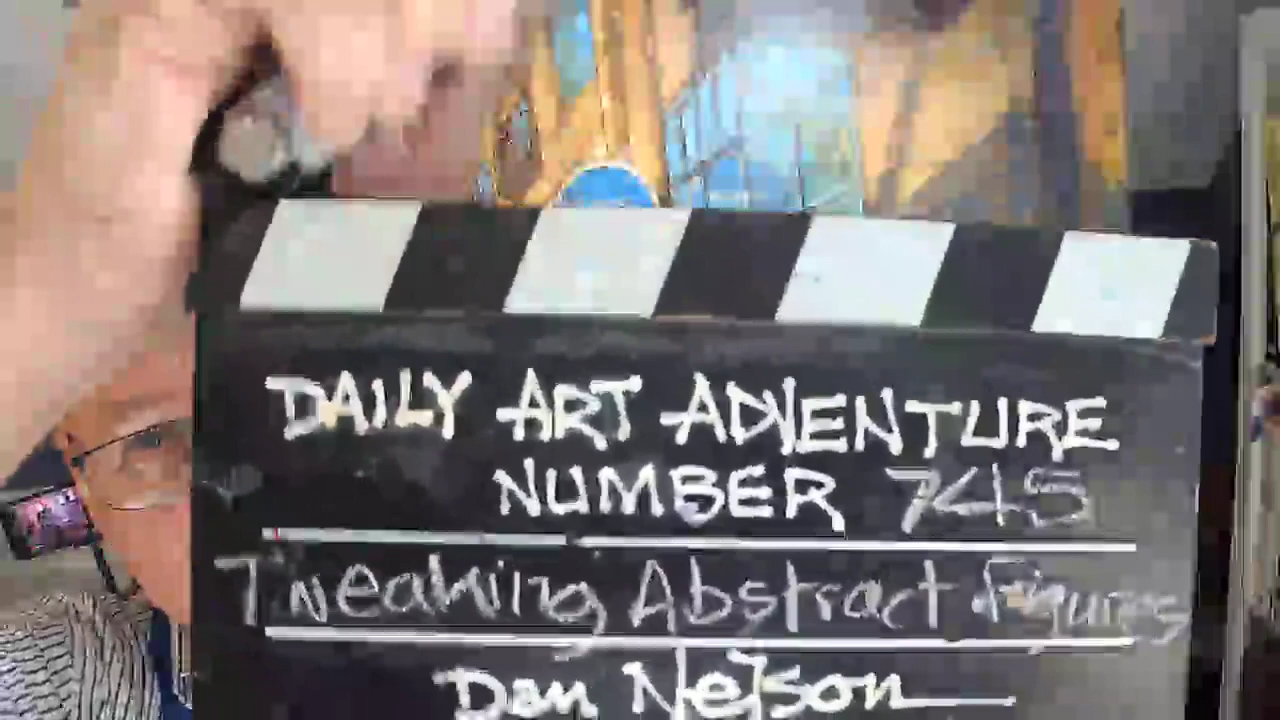 DAILY ART ADVENTURE
NUMBER 745
Tweaking Abstract Figures
Dan Nelson